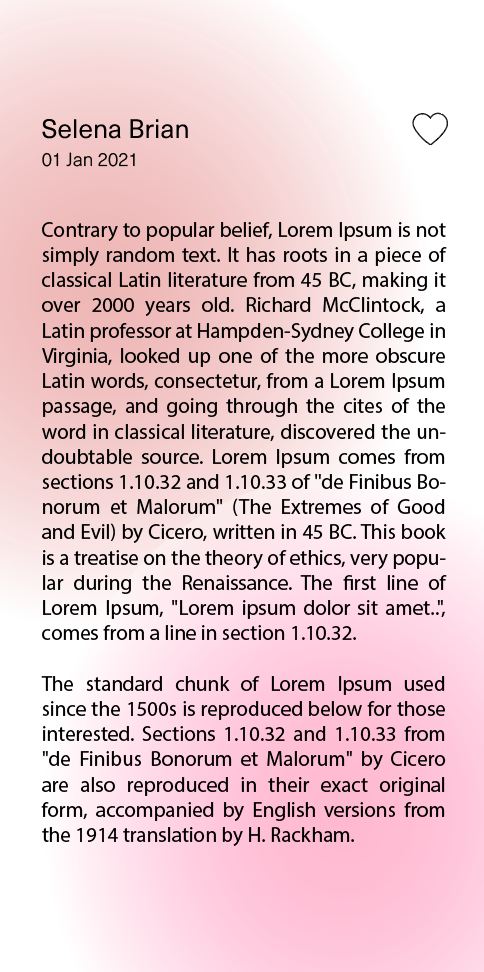 Selena Brian
01 Jan 2021
Contrary to popular belief, Lorem Ipsum is not
simply random text. It has roots in a piece of
classical Latin literature from 45 BC, making it
over 2000 years old. Richard McClintock, a
Latin professor at Hampden-Sydney College in
Virginia, looked up one of the more obscure
Latin words, consectetur, from a Lorem Ipsum
passage, and going through the cites of the
word in classical literature, discovered the un-
doubtable source. Lorem Ipsum comes from
sections 1.10.32 and 1.10.33 of "de Finibus Bo-
norum et Malorum" (The Extremes of Good
and Evil) by Cicero, written in 45 BC. This book
is a treatise on the theory of ethics, very popu-
lar during the Renaissance. The first line of
Lorem Ipsum, "Lorem ipsum dolor sit amet..",
comes from a line in section 1.10.32.
The standard chunk of Lorem Ipsum used
since the 1500s is reproduced below for those
interested. Sections 1.10.32 and 1.10.33 from
"de Finibus Bonorum et Malorum" by Cicero
are also reproduced in their exact original
form, accompanied by English versions from
the 1914 translation by H. Rackham.